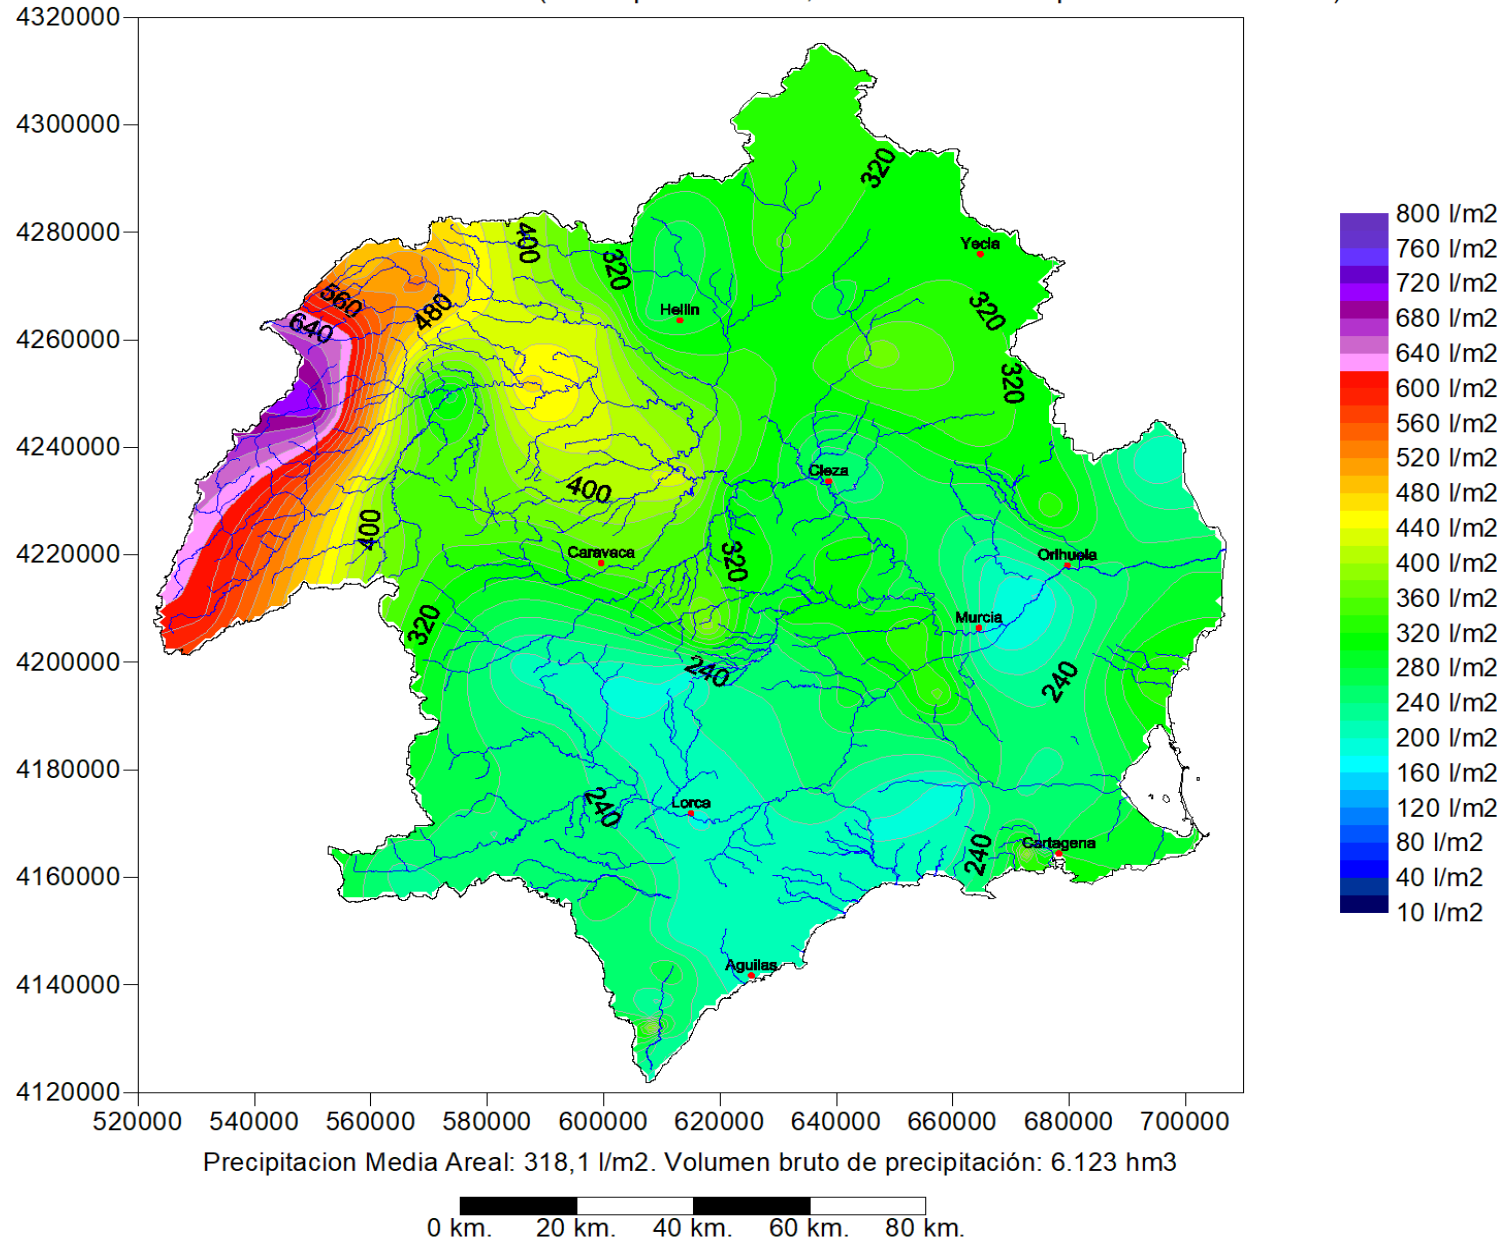 4320000
4300000
4280000
4260000
4240000
4220000
4200000
4180000
4160000
4140000
4120000
520000 540000 560000 580000 600000 620000 640000 660000 680000 700000
320
400
320
Yecla
560
480
Hellin
320
640
320
Cieza
400
400
Caravaca
320
Orihuela
320
Murcia
240
240
240
Lorca
240
Cartagena
Aguilas
800 l/m2
760 l/m2
720 l/m2
680 l/m2
640 l/m2
600 l/m2
560 l/m2
520 l/m2
480 l/m2
440 l/m2
400 l/m2
360 l/m2
320 l/m2
280 l/m2
240 l/m2
200 l/m2
160 l/m2
120 l/m2
80 l/m2
40 l/m2
10 l/m2
Precipitacion Media Areal: 318,1 l/m2. Volumen bruto de precipitación: 6.123 hm3
0 km. 20 km. 40 km. 60 km. 80 km.